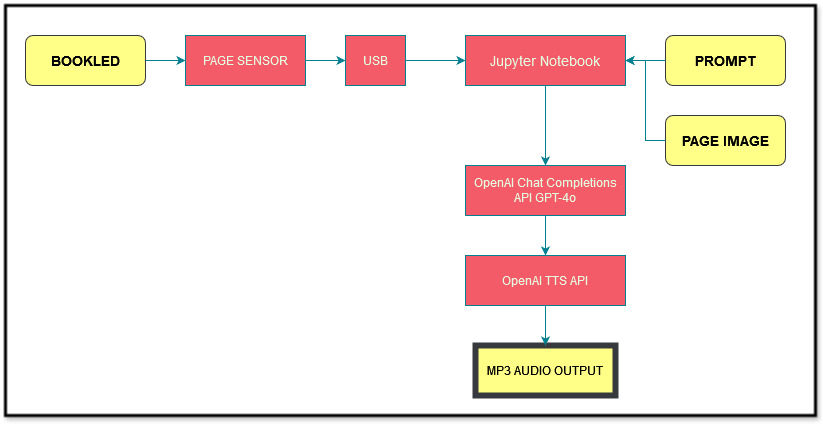 BOOKLED
PAGE SENSOR
USB
Jupyter Notebook
PROMPT
PAGE IMAGE
OpenAI Chat Completions
API GPT-4o
OpenAI TTS API
MP3 AUDIO OUTPUT